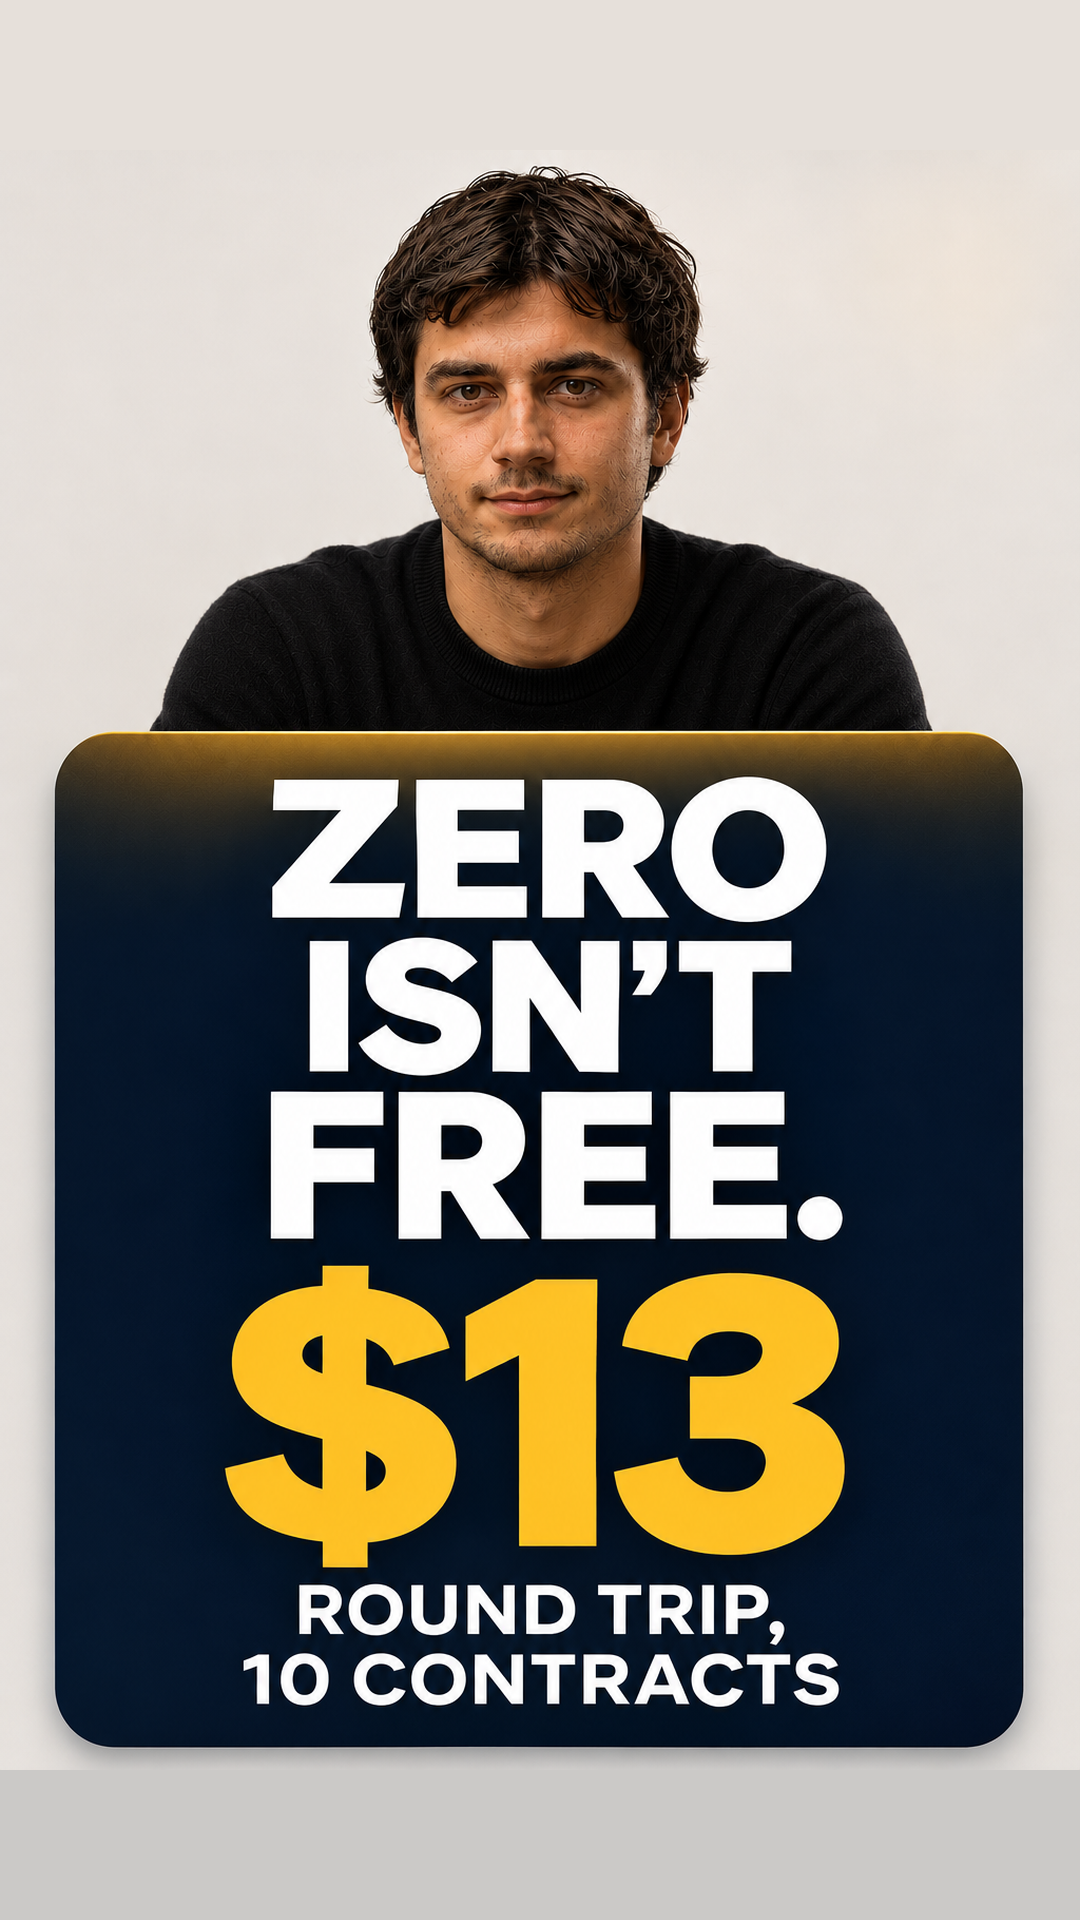 ZERO
ISN’T
FREE.
$13
ROUND TRIP,
10 CONTRACTS